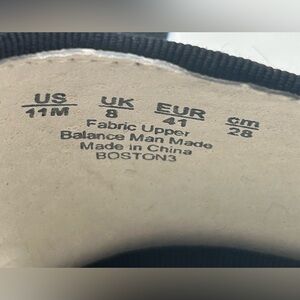 US UK EUR cm
11M 8 41 28
Fabric Upper
Balance Man Made
Made in China
BOSTON3